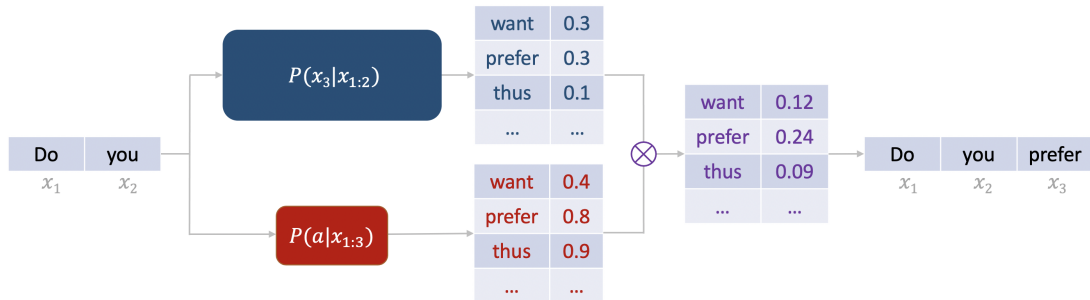 Do you
x₁ x₂
P(x₃|x₁:₂)
want 0.3
prefer 0.3
thus 0.1
... ...
P(a|x₁:₃)
want 0.4
prefer 0.8
thus 0.9
... ...
want 0.12
prefer 0.24
thus 0.09
... ...
Do you prefer
x₁ x₂ x₃